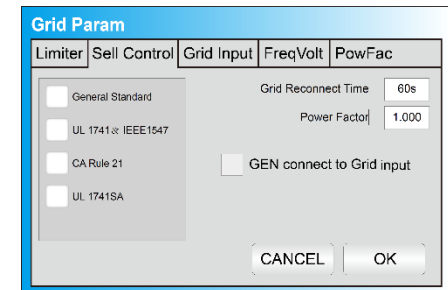 Grid Param
Limiter Sell Control Grid Input FreqVolt PowFac
General Standard
UL 1741 & IEEE1547
CA Rule 21
UL 1741SA
Grid Reconnect Time 60s
Power Factor 1.000
GEN connect to Grid input
CANCEL OK